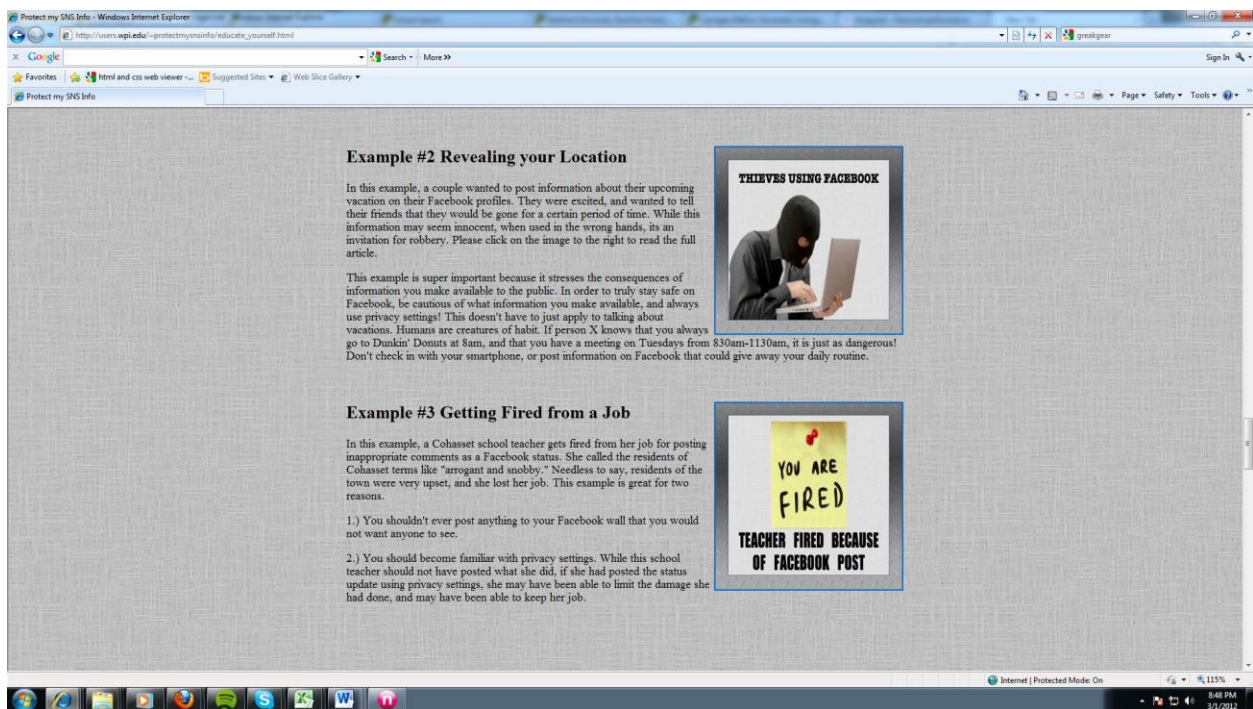 Protect my SNS Info - Windows Internet Explorer
http://users.wpi.edu/~protectmysnsinfo/educate_yourself.html
greakgear
x Google
Search
More >>
Sign In
Favorites
html and css web viewer -...
Suggested Sites
Web Slice Gallery
Protect my SNS Info
Page
Safety
Tools
Example #2 Revealing your Location
In this example, a couple wanted to post information about their upcoming
vacation on their Facebook profiles. They were excited, and wanted to tell
their friends that they would be gone for a certain period of time. While this
information may seem innocent, when used in the wrong hands, its an
invitation for robbery. Please click on the image to the right to read the full
article.
THIEVES USING FACEBOOK
This example is super important because it stresses the consequences of
information you make available to the public. In order to truly stay safe on
Facebook, be cautious of what information you make available, and always
use privacy settings! This doesn't have to just apply to talking about
vacations. Humans are creatures of habit. If person X knows that you always
go to Dunkin' Donuts at 8am, and that you have a meeting on Tuesdays from 830am-1130am, it is just as dangerous!
Don't check in with your smartphone, or post information on Facebook that could give away your daily routine.
Example #3 Getting Fired from a Job
In this example, a Cohasset school teacher gets fired from her job for posting
inappropriate comments as a Facebook status. She called the residents of
Cohasset terms like "arrogant and snobby." Needless to say, residents of the
town were very upset, and she lost her job. This example is great for two
reasons.
1.) You shouldn't ever post anything to your Facebook wall that you would
not want anyone to see.
2.) You should become familiar with privacy settings. While this school
teacher should not have posted what she did, if she had posted the status
update using privacy settings, she may have been able to limit the damage she
had done, and may have been able to keep her job.
YOU ARE
FIRED
TEACHER FIRED BECAUSE
OF FACEBOOK POST
Internet | Protected Mode: On
115%
8:48 PM
3/1/2012